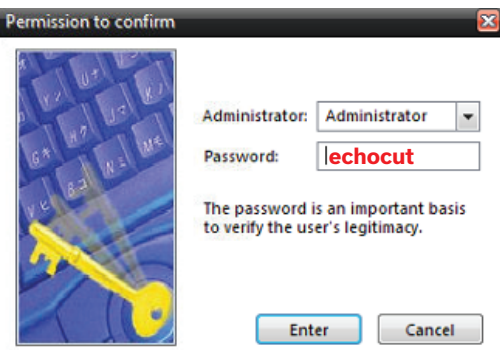 Permission to confirm
Administrator: Administrator
Password: echocut
The password is an important basis
to verify the user's legitimacy.
Enter Cancel